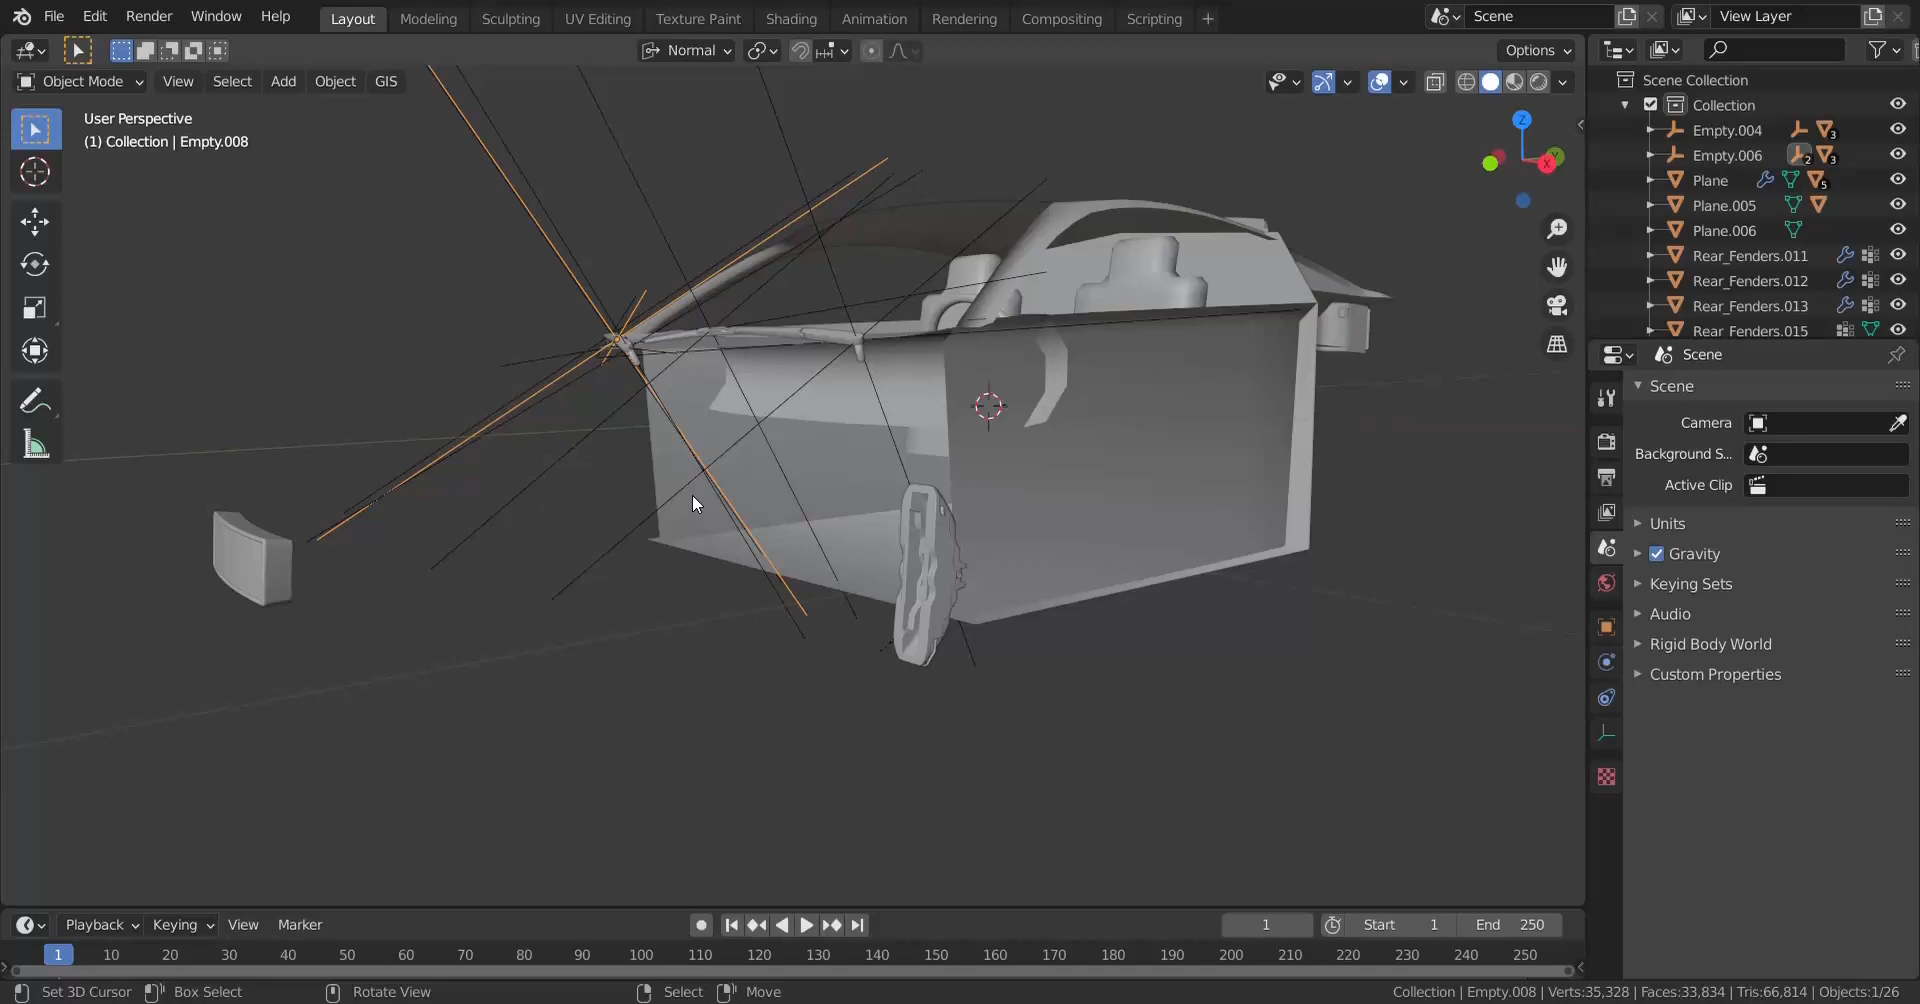 File Edit Render Window Help Layout Modeling Sculpting UV Editing Texture Paint Shading Animation Rendering Compositing Scripting + Scene View Layer
Normal Options
Object Mode View Select Add Object GIS
User Perspective
(1) Collection | Empty.008
Z
Y
X
Scene Collection
Collection
Empty.004 3
Empty.006 2 3
Plane 5
Plane.005
Plane.006
Rear_Fenders.011
Rear_Fenders.012
Rear_Fenders.013
Rear_Fenders.015
Scene
Scene
Camera
Background S...
Active Clip
Units
Gravity
Keying Sets
Audio
Rigid Body World
Custom Properties
Playback Keying View Marker 1 Start 1 End 250
1 10 20 30 40 50 60 70 80 90 100 110 120 130 140 150 160 170 180 190 200 210 220 230 240 250
Set 3D Cursor Box Select Rotate View Select Move Collection | Empty.008 | Verts:35,328 | Faces:33,834 | Tris:66,814 | Objects:1/26